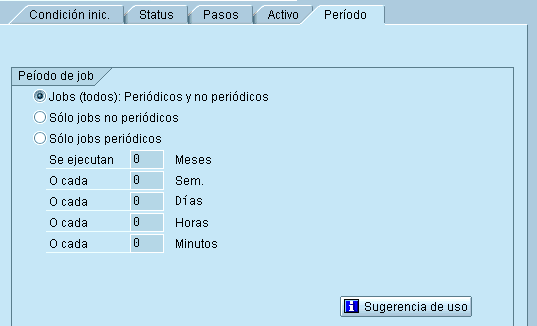 Condición inic. Status Pasos Activo Período
Peíodo de job
Jobs (todos): Periódicos y no periódicos
Sólo jobs no periódicos
Sólo jobs periódicos
Se ejecutan 0 Meses
O cada 0 Sem.
O cada 0 Días
O cada 0 Horas
O cada 0 Minutos
Sugerencia de uso